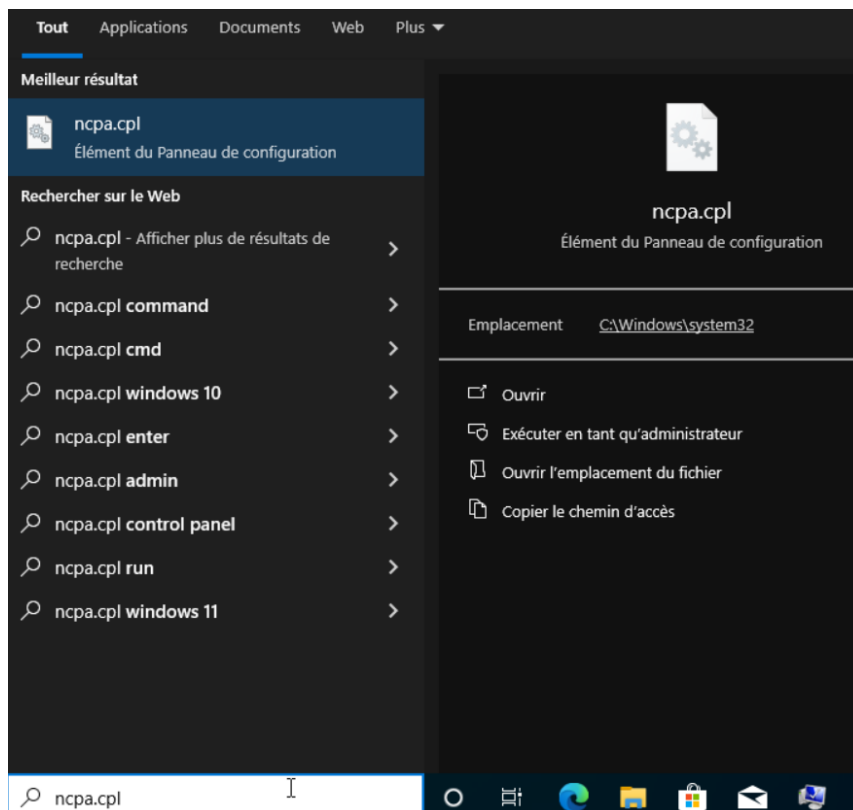 Tout Applications Documents Web Plus
Meilleur résultat
ncpa.cpl
Élément du Panneau de configuration
Rechercher sur le Web
ncpa.cpl - Afficher plus de résultats de
recherche
ncpa.cpl command
ncpa.cpl cmd
ncpa.cpl windows 10
ncpa.cpl enter
ncpa.cpl admin
ncpa.cpl control panel
ncpa.cpl run
ncpa.cpl windows 11
ncpa.cpl
ncpa.cpl
Élément du Panneau de configuration
Emplacement C:\Windows\system32
Ouvrir
Exécuter en tant qu'administrateur
Ouvrir l'emplacement du fichier
Copier le chemin d'accès